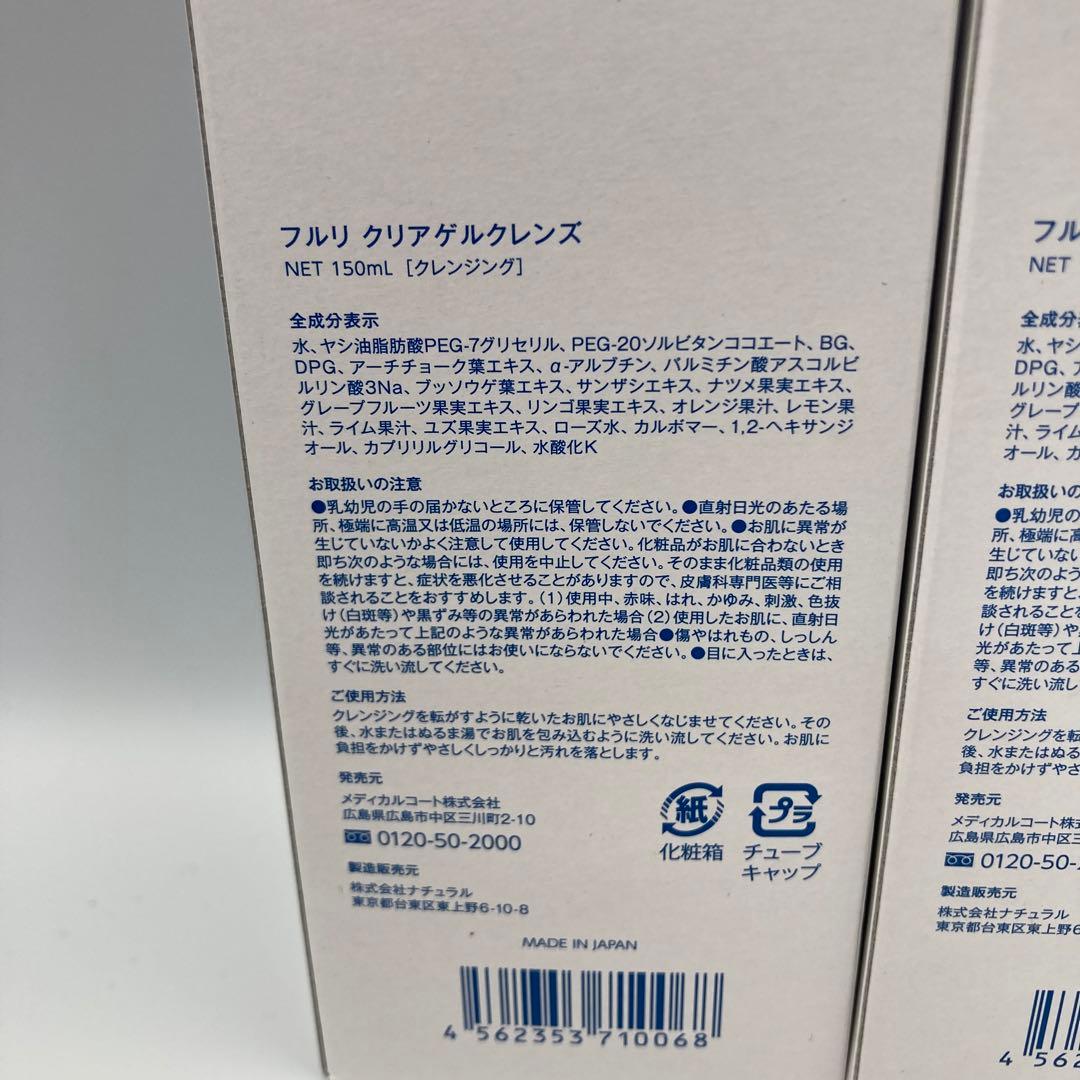 フルリ クリアゲルクレンズ
NET 150mL [クレンジング]
全成分表示
水、ヤシ油脂肪酸PEG-7グリセリル、PEG-20ソルビタンココエート、BG、
DPG、アーチチョーク葉エキス、α-アルブチン、パルミチン酸アスコルビ
ルリン酸3Na、ブッソウゲ葉エキス、サンザシエキス、ナツメ果実エキス、
グレープフルーツ果実エキス、リンゴ果実エキス、オレンジ果汁、レモン果
汁、ライム果汁、ユズ果実エキス、ローズ水、カルボマー、1,2-ヘキサンジ
オール、カプリリルグリコール、水酸化K
お取扱いの注意
●乳幼児の手の届かないところに保管してください。●直射日光のあたる場
所、極端に高温又は低温の場所には、保管しないでください。●お肌に異常が
生じていないかよく注意して使用してください。化粧品がお肌に合わないとき
即ち次のような場合には、使用を中止してください。そのまま化粧品類の使用
を続けますと、症状を悪化させることがありますので、皮膚科専門医等にご相
談されることをおすすめします。(1)使用中、赤味、はれ、かゆみ、刺激、色抜
け(白斑等)や黒ずみ等の異常があらわれた場合(2)使用したお肌に、直射日
光があたって上記のような異常があらわれた場合●傷やはれもの、しっしん
等、異常のある部位にはお使いにならないでください。●目に入ったときは、
すぐに洗い流してください。
ご使用方法
クレンジングを転がすように乾いたお肌にやさしくなじませてください。その
後、水またはぬるま湯でお肌を包み込むように洗い流してください。お肌に
負担をかけずやさしくしっかりと汚れを落とします。
発売元
メディカルコート株式会社
広島県広島市中区三川町2-10
0120-50-2000
製造販売元
株式会社ナチュラル
東京都台東区東上野6-10-8
紙
化粧箱
プラ
チューブ
キャップ
MADE IN JAPAN
4 562353 710068
フル
NET
全成分表
水、ヤシ
DPG、
ルリン酸
グレープ
汁、ライム
オール、カ
お取扱いの
●乳幼児の
所、極端に高
生じていない
即ち次のよう
を続けますと、
談されることを
け(白斑等)や
光があたって上
等、異常のある
すぐに洗い流し
ご使用方法
クレンジングを転
後、水またはぬる
負担をかけずやさ
発売元
メディカルコート株式
広島県広島市中区三
0120-50-
製造販売元
株式会社ナチュラル
東京都台東区東上野6
4 562